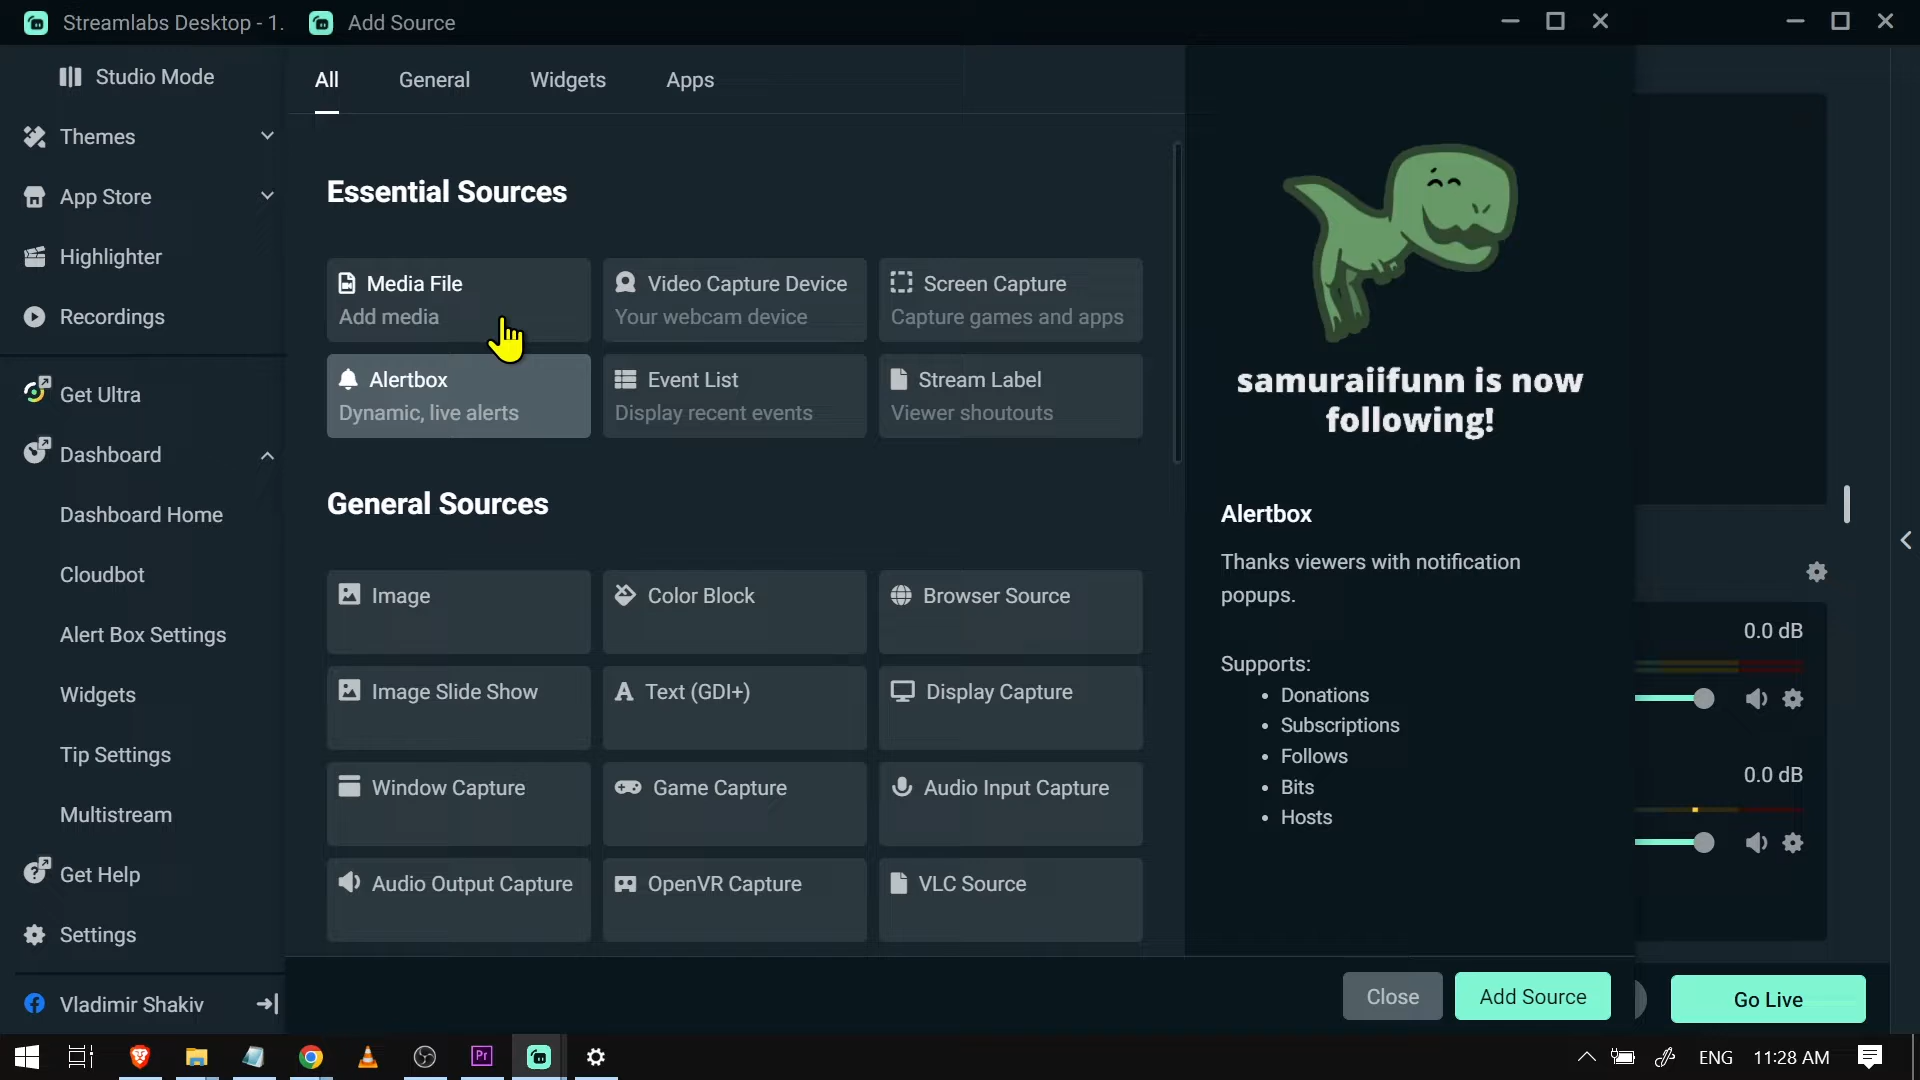 Streamlabs Desktop - 1.
Add Source
Studio Mode
Themes
App Store
Highlighter
Recordings
Get Ultra
Dashboard
Dashboard Home
Cloudbot
Alert Box Settings
Widgets
Tip Settings
Multistream
Get Help
Settings
Vladimir Shakiv
All
General
Widgets
Apps
Essential Sources
Media File
Add media
Video Capture Device
Your webcam device
Screen Capture
Capture games and apps
Alertbox
Dynamic, live alerts
Event List
Display recent events
Stream Label
Viewer shoutouts
General Sources
Image
Color Block
Browser Source
Image Slide Show
Text (GDI+)
Display Capture
Window Capture
Game Capture
Audio Input Capture
Audio Output Capture
OpenVR Capture
VLC Source
samuraiifunn is now
following!
Alertbox
Thanks viewers with notification
popups.
Supports:
• Donations
• Subscriptions
• Follows
• Bits
• Hosts
0.0 dB
0.0 dB
Close
Add Source
Go Live
Pr
ENG
11:28 AM